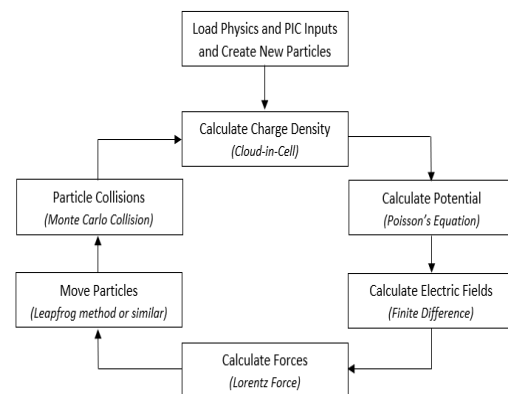 Load Physics and PIC Inputs
and Create New Particles
Calculate Charge Density
(Cloud-in-Cell)
Calculate Potential
(Poisson's Equation)
Calculate Electric Fields
(Finite Difference)
Calculate Forces
(Lorentz Force)
Move Particles
(Leapfrog method or similar)
Particle Collisions
(Monte Carlo Collision)